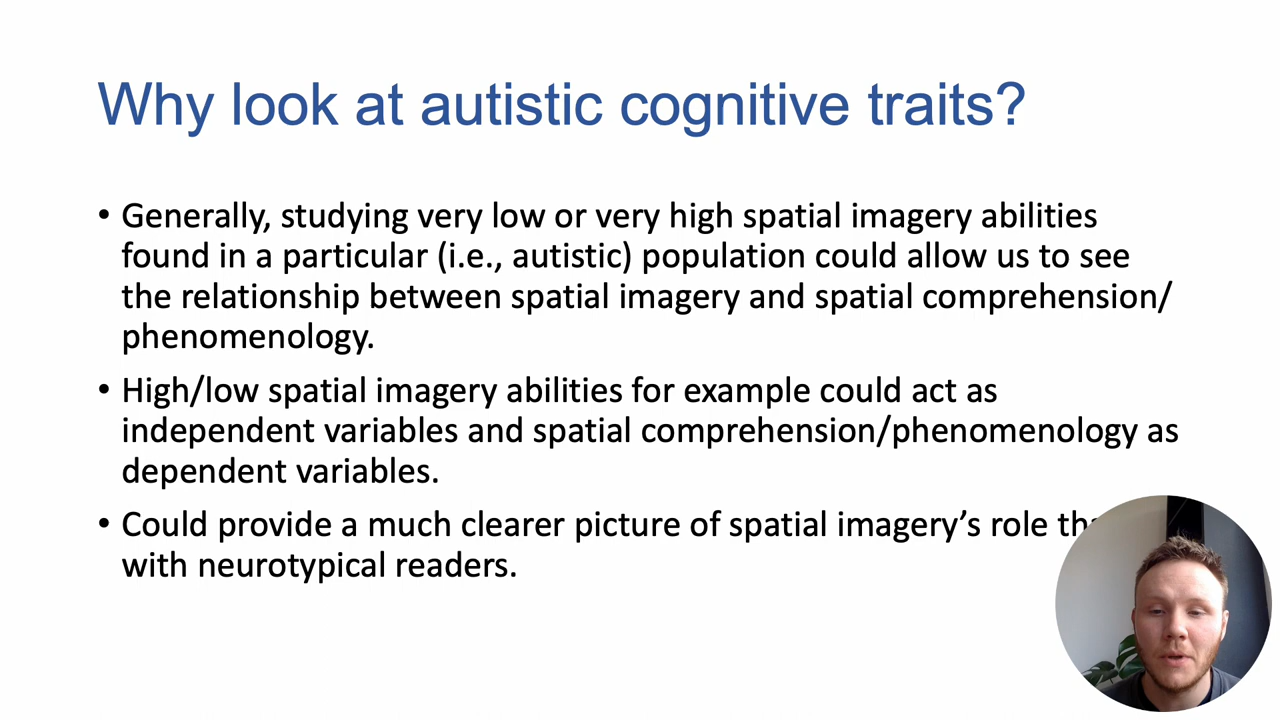 Why look at autistic cognitive traits?
• Generally, studying very low or very high spatial imagery abilities
found in a particular (i.e., autistic) population could allow us to see
the relationship between spatial imagery and spatial comprehension/
phenomenology.
• High/low spatial imagery abilities for example could act as
independent variables and spatial comprehension/phenomenology as
dependent variables.
• Could provide a much clearer picture of spatial imagery’s role
with neurotypical readers.